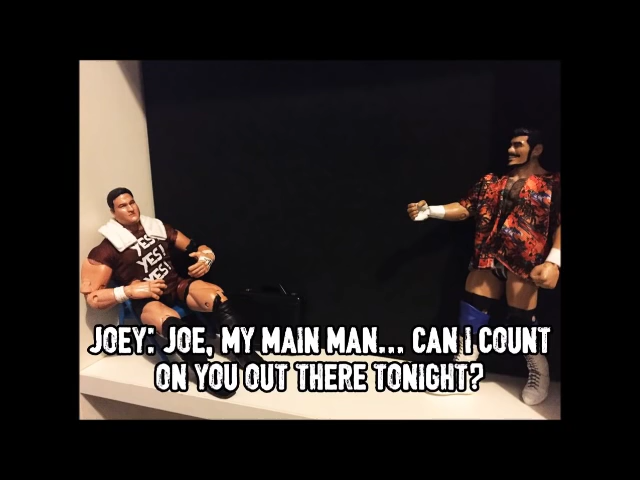 YES!
YES!
YES!
JOEY: JOE, MY MAIN MAN... CAN I COUNT
ON YOU OUT THERE TONIGHT?